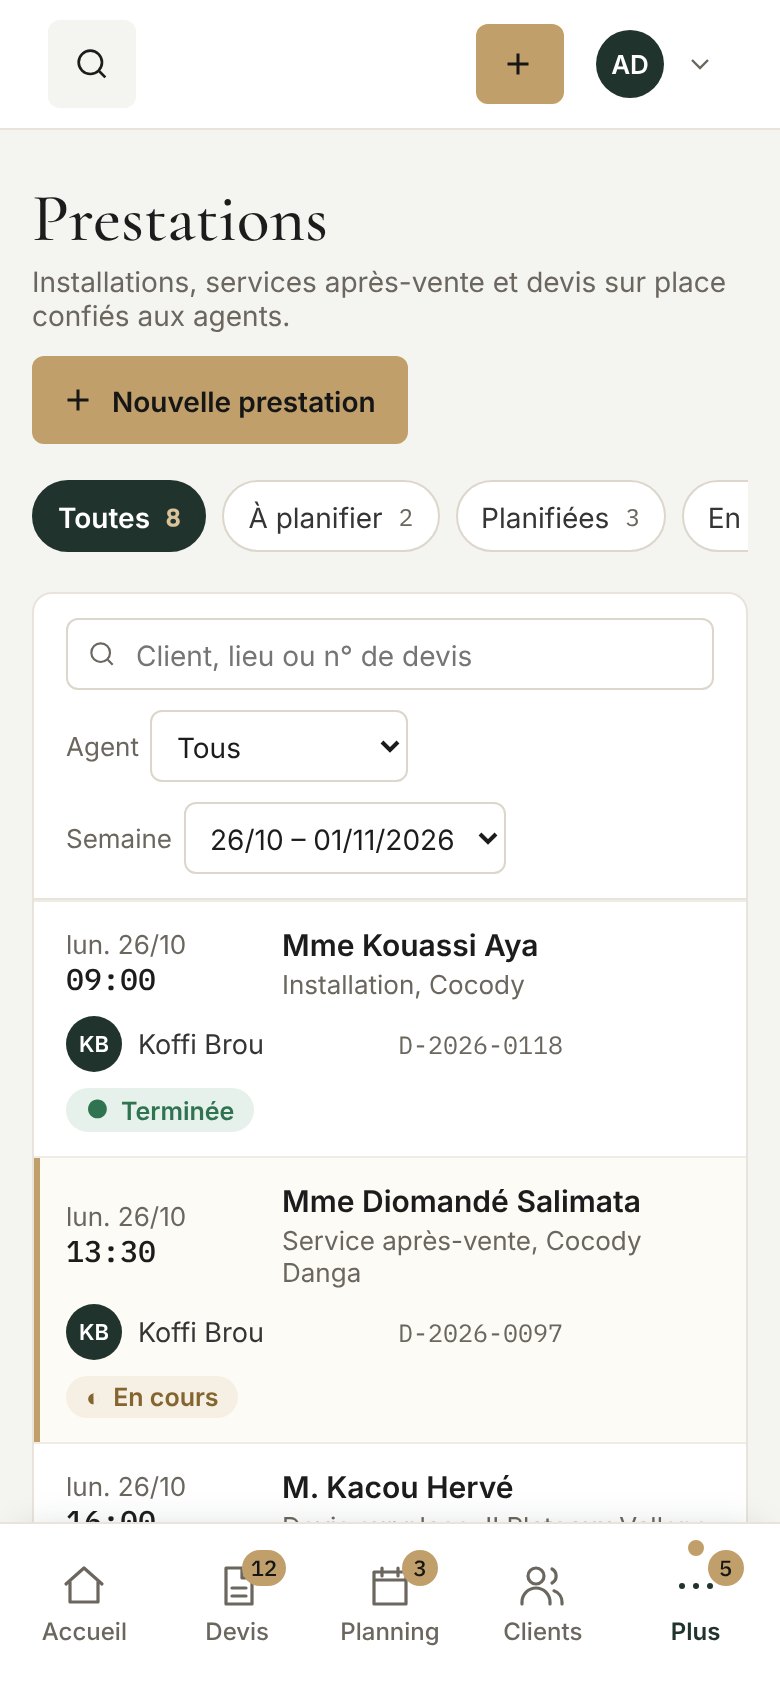 AD
Prestations
Installations, services après-vente et devis sur place
confiés aux agents.
+ Nouvelle prestation
Toutes 8 À planifier 2 Planifiées 3 En
Client, lieu ou n° de devis
Agent Tous
Semaine 26/10 – 01/11/2026
lun. 26/10 Mme Kouassi Aya
09:00 Installation, Cocody
KB Koffi Brou D-2026-0118
Terminée
lun. 26/10 Mme Diomandé Salimata
13:30 Service après-vente, Cocody
Danga
KB Koffi Brou D-2026-0097
En cours
lun. 26/10 M. Kacou Hervé
16:00
12 3 5
Accueil Devis Planning Clients Plus